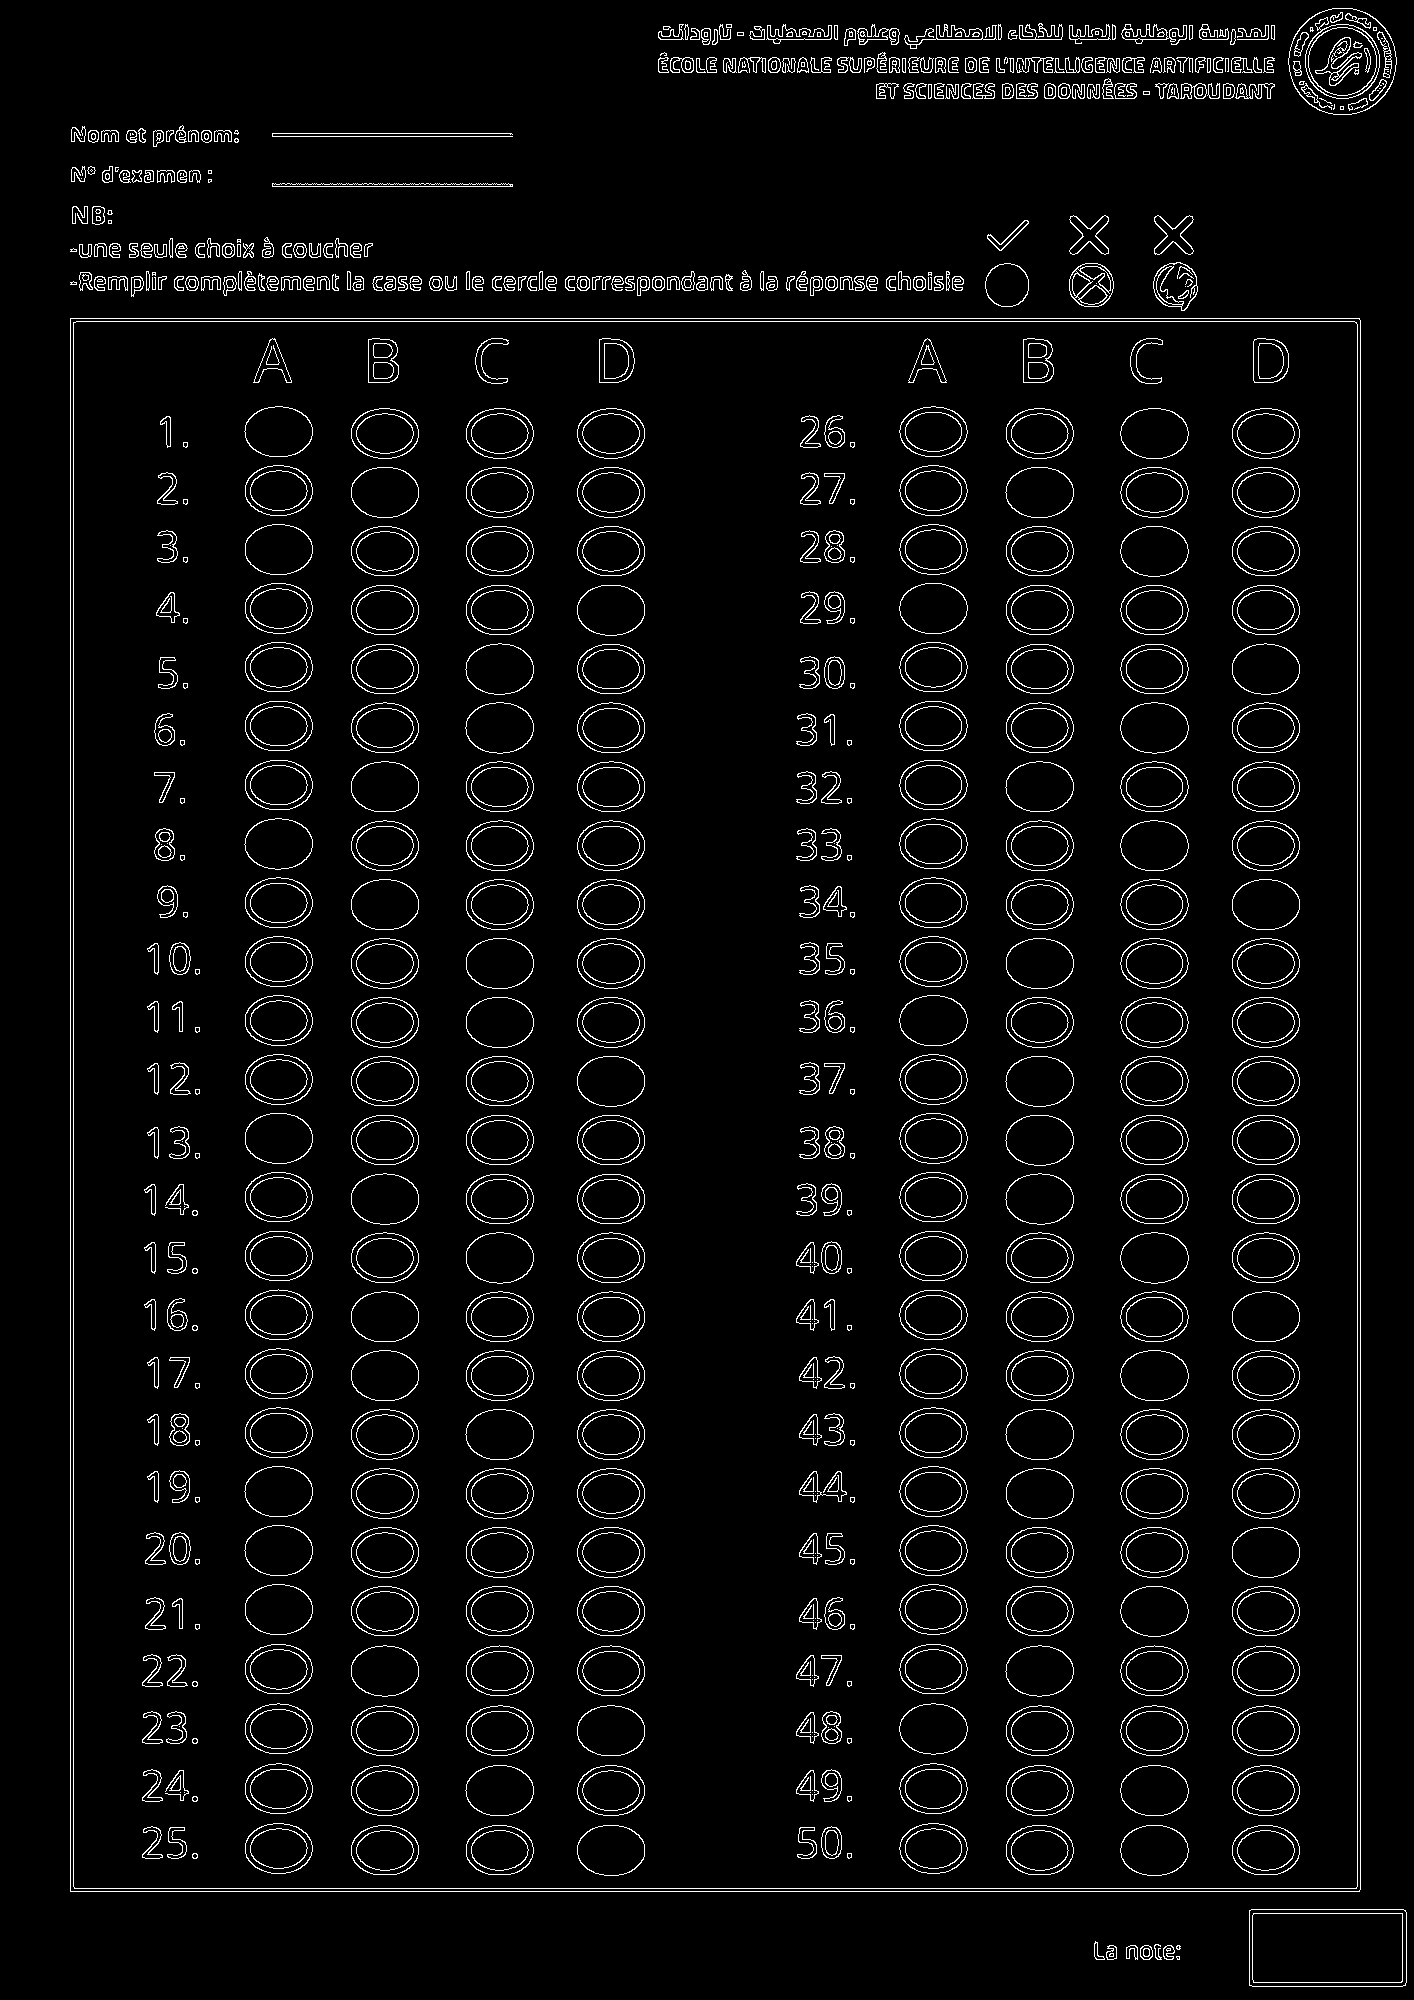 المدرسة الوطنية العليا للذكاء الاصطناعي وعلوم المعطيات - تارودانت
ÉCOLE NATIONALE SUPÉRIEURE DE L'INTELLIGENCE ARTIFICIELLE
ET SCIENCES DES DONNÉES - TAROUDANT
Nom et prénom:
N° d'examen :
NB:
-une seule choix à coucher
-Remplir complètement la case ou le cercle correspondant à la réponse choisie
A B C D A B C D
1. 26.
2. 27.
3. 28.
4. 29.
5. 30.
6. 31.
7. 32.
8. 33.
9. 34.
10. 35.
11. 36.
12. 37.
13. 38.
14. 39.
15. 40.
16. 41.
17. 42.
18. 43.
19. 44.
20. 45.
21. 46.
22. 47.
23. 48.
24. 49.
25. 50.
La note: